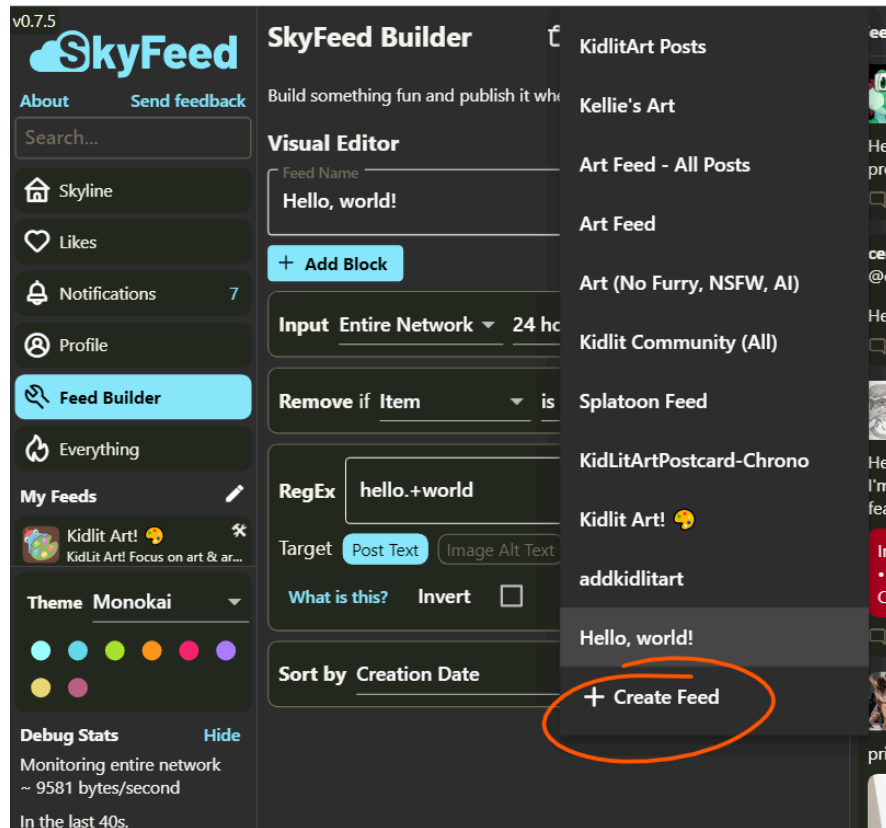 v0.7.5
SkyFeed
About Send feedback
Search...
Skyline
Likes
Notifications 7
Profile
Feed Builder
Everything
My Feeds
Kidlit Art! 🎨
KidLit Art! Focus on art & ar...
Theme Monokai
Debug Stats Hide
Monitoring entire network
~ 9581 bytes/second
In the last 40s,
SkyFeed Builder
Build something fun and publish it
Visual Editor
Feed Name
Hello, world!
+ Add Block
Input Entire Network 24
Remove if Item is
RegEx hello.+world
Target Post Text Image Alt Text
What is this? Invert
Sort by Creation Date
KidlitArt Posts
Kellie's Art
Art Feed - All Posts
Art Feed
Art (No Furry, NSFW, AI)
Kidlit Community (All)
Splatoon Feed
KidLitArtPostcard-Chrono
Kidlit Art! 🎨
addkidlitart
Hello, world!
+ Create Feed